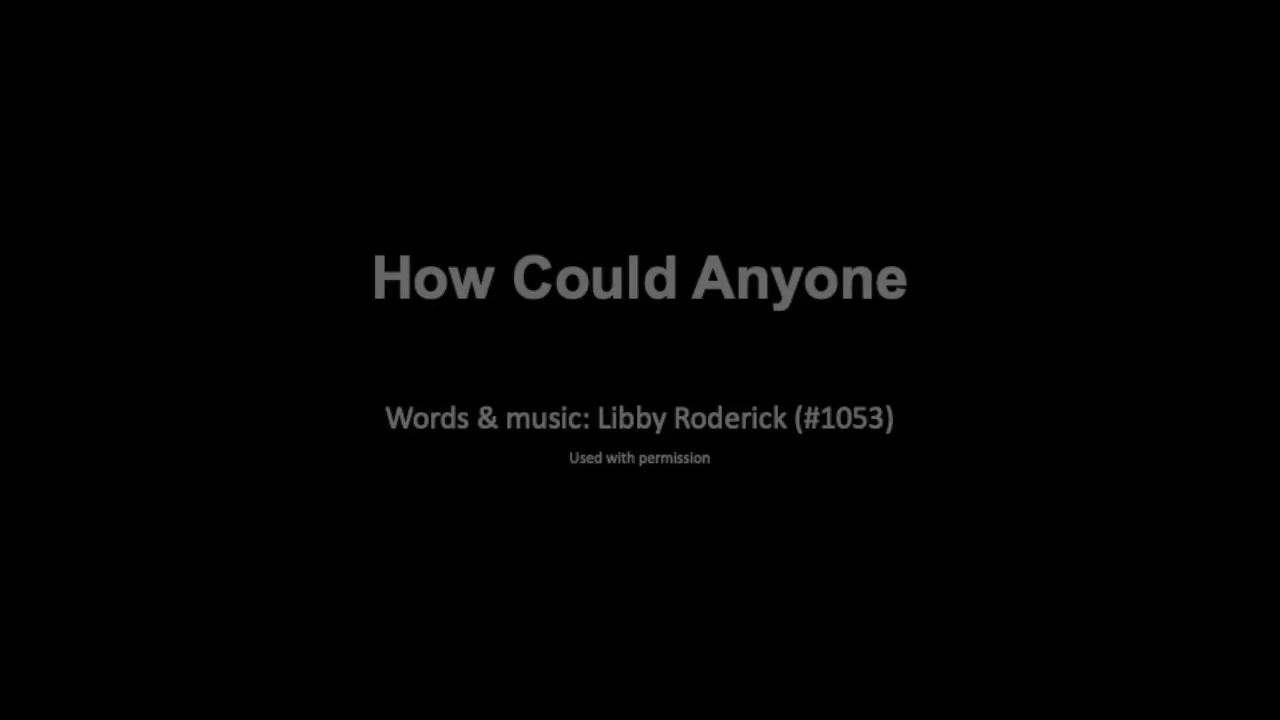 How Could Anyone
Words & music: Libby Roderick (#1053)
Used with permission